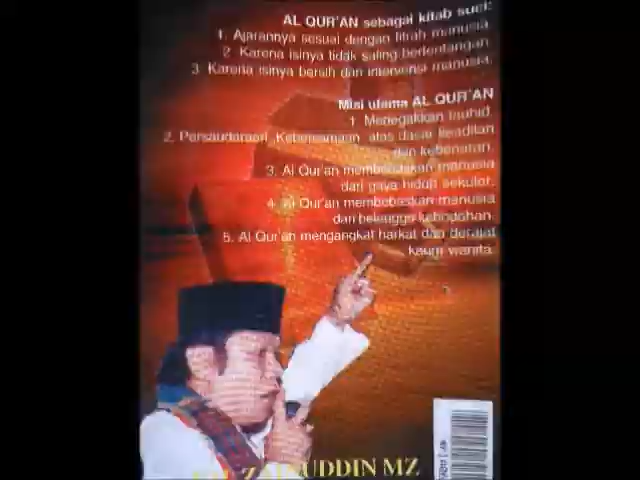 AL QUR'AN sebagai kitab suci:
1. Ajarannya sesuai dengan fitrah manusia.
2. Karena isinya tidak saling bertentangan.
3. Karena isinya bersih dari intervensi manusia.
Misi utama AL QUR'AN
1. Menegakkan tauhid.
2. Persaudaraan, Kebersamaan atas dasar keadilan
dan kebenaran.
3. Al Qur'an membebaskan manusia
dari gaya hidup sekuler.
4. Al Qur'an membebaskan manusia
dari belenggu kebodohan.
5. Al Qur'an mengangkat harkat dan derajat
kaum wanita.
ZAINUDDIN MZ